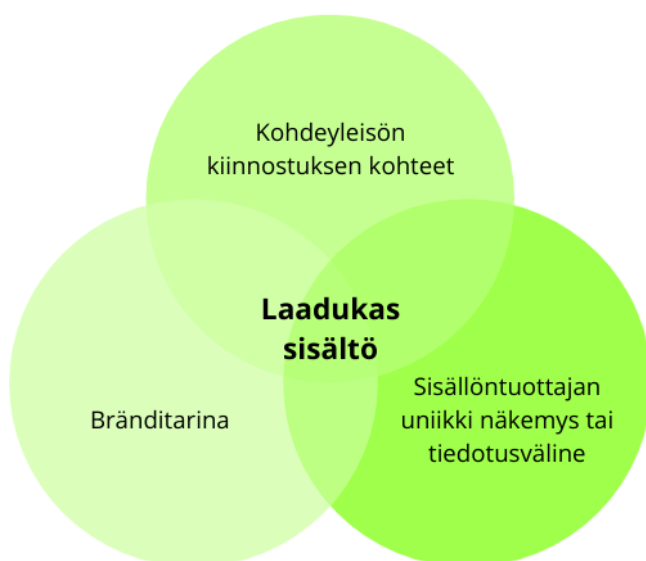 Kohdeyleisön
kiinnostuksen kohteet
Laadukas
sisältö
Bränditarina
Sisällöntuottajan
uniikki näkemys tai
tiedotusväline